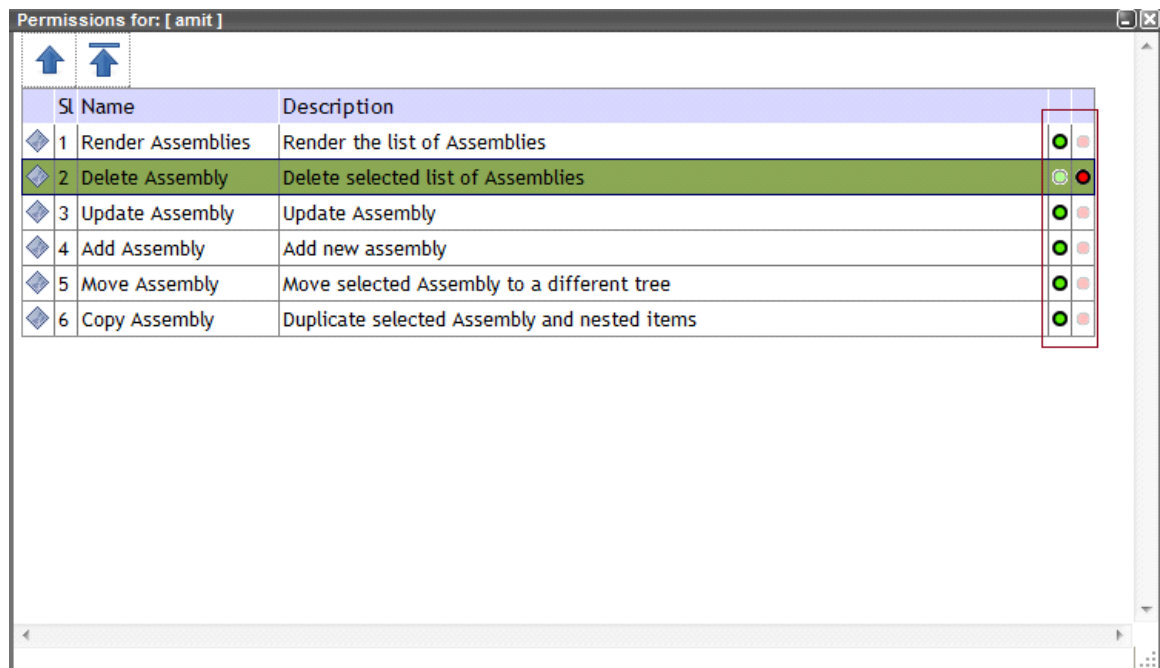 Permissions for: [ amit ]
Sl Name Description
1 Render Assemblies Render the list of Assemblies
2 Delete Assembly Delete selected list of Assemblies
3 Update Assembly Update Assembly
4 Add Assembly Add new assembly
5 Move Assembly Move selected Assembly to a different tree
6 Copy Assembly Duplicate selected Assembly and nested items